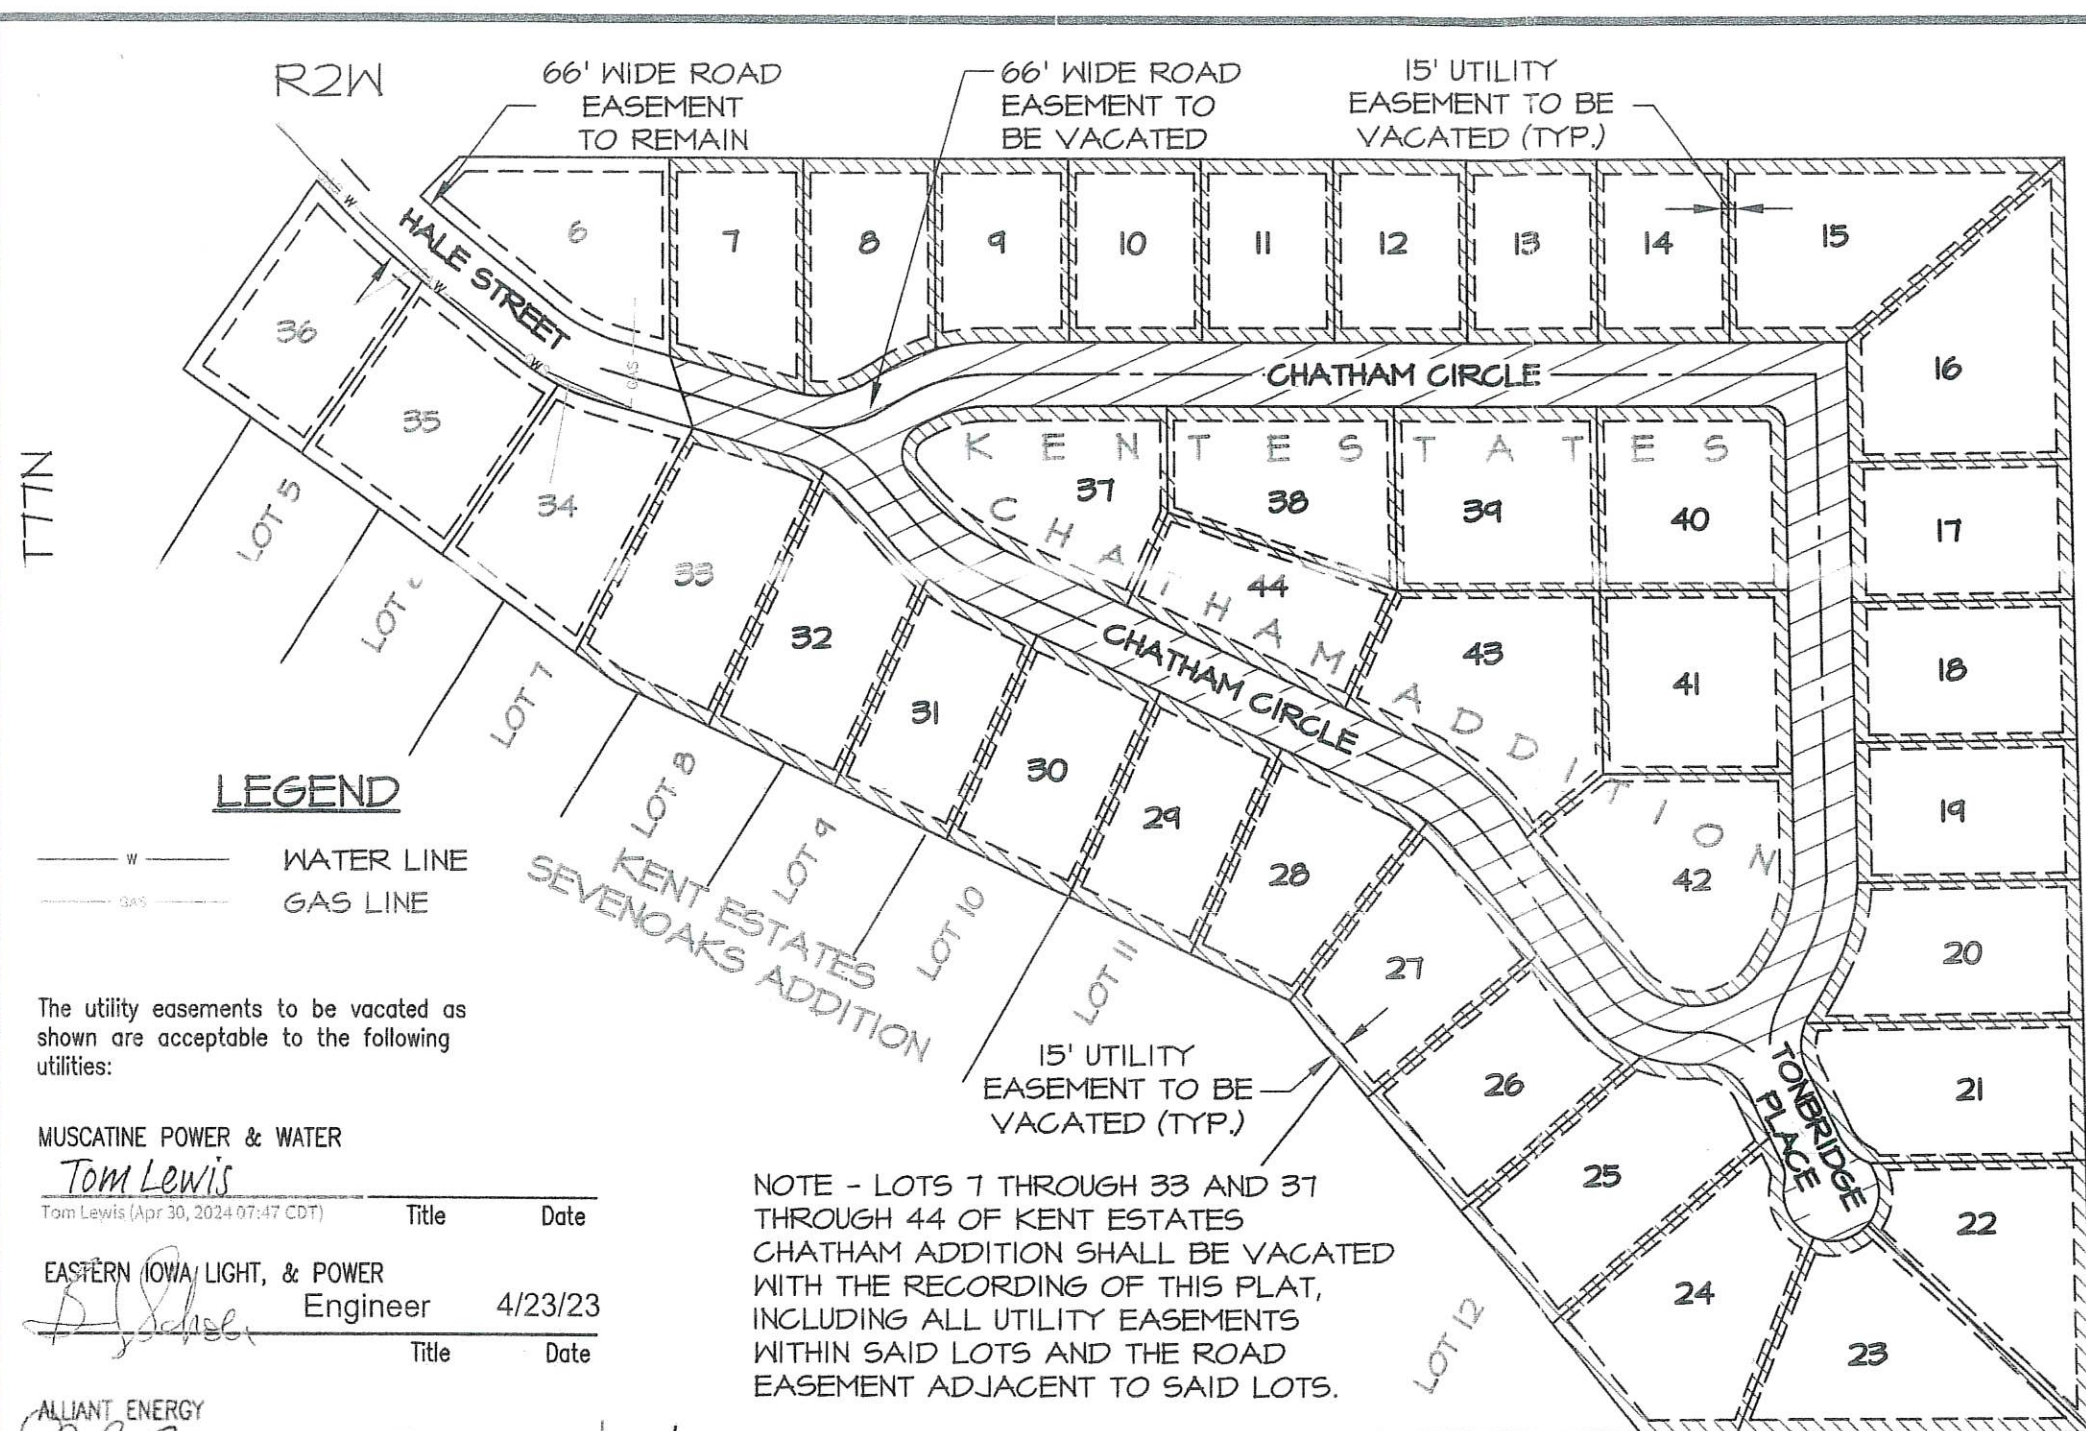 R2W
66' WIDE ROAD
EASEMENT
TO REMAIN
66' WIDE ROAD
EASEMENT TO
BE VACATED
15' UTILITY
EASEMENT TO BE
VACATED (TYP.)
T77N
HALE STREET
GAS
W
W
W
GAS
6
7
8
9
10
11
12
13
14
15
16
17
18
19
20
21
22
23
24
25
26
27
28
29
30
31
32
33
34
35
36
37
38
39
40
41
42
43
44
CHATHAM CIRCLE
KENT ESTATES
CHATHAM ADDITION
CHATHAM CIRCLE
TONBRIDGE
PLACE
LOT 5
LOT
LOT 7
LOT 8
LOT 9
LOT 10
LOT 11
LOT 12
KENT ESTATES
SEVENOAKS ADDITION
15' UTILITY
EASEMENT TO BE
VACATED (TYP.)
LEGEND
W WATER LINE
GAS GAS LINE
The utility easements to be vacated as
shown are acceptable to the following
utilities:
MUSCATINE POWER & WATER
Tom Lewis
Tom Lewis (Apr 30, 2024 07:47 CDT) Title Date
EASTERN IOWA LIGHT, & POWER
Engineer 4/23/23
Title Date
ALLIANT ENERGY
NOTE - LOTS 7 THROUGH 33 AND 37
THROUGH 44 OF KENT ESTATES
CHATHAM ADDITION SHALL BE VACATED
WITH THE RECORDING OF THIS PLAT,
INCLUDING ALL UTILITY EASEMENTS
WITHIN SAID LOTS AND THE ROAD
EASEMENT ADJACENT TO SAID LOTS.